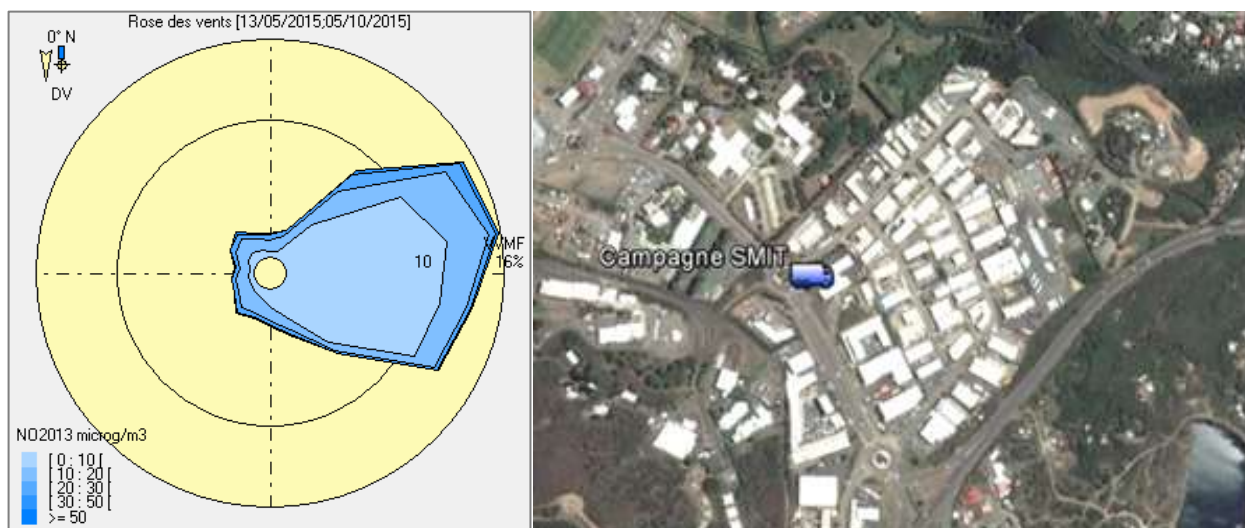 Rose des vents [13/05/2015;05/10/2015]
0° N
DV
VMF
10
16%
NO2013 microg/m3
[ 0 : 10 [
[ 10 : 20 [
[ 20 : 30 [
[ 30 : 50 [
>= 50
Campagne SMIT